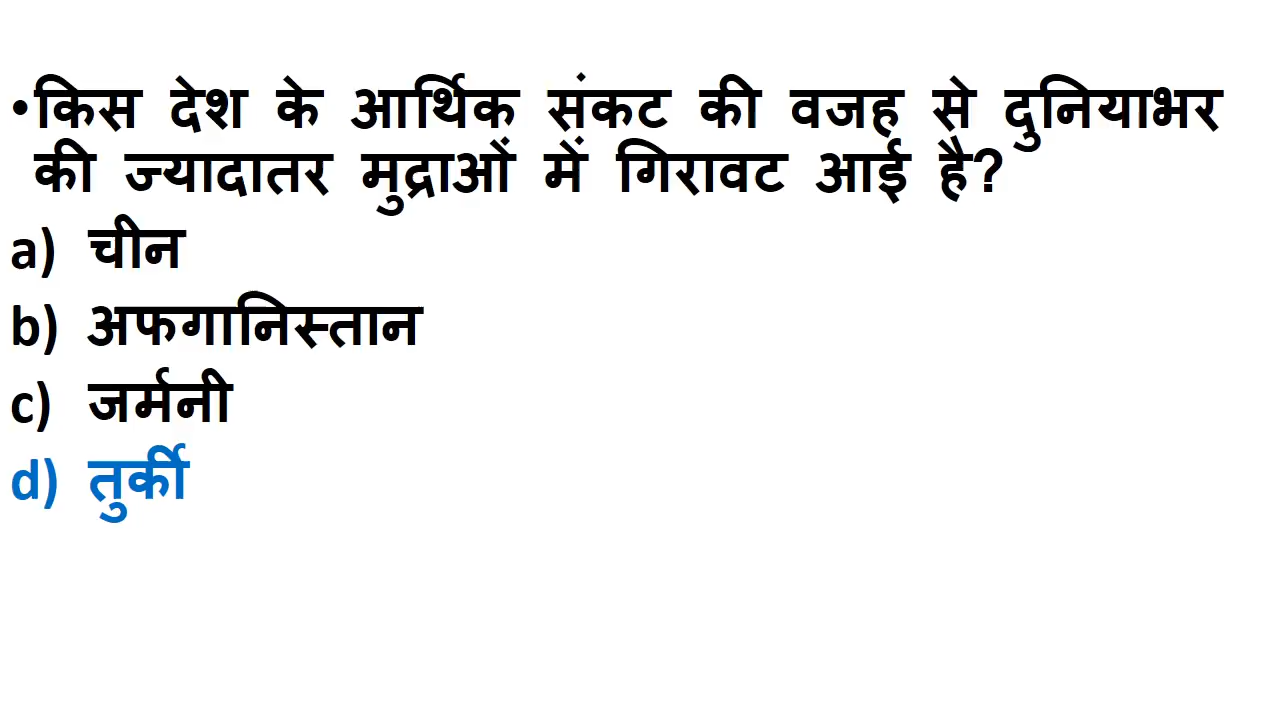 •किस देश के आर्थिक संकट की वजह से दुनियाभर
की ज्यादातर मुद्राओं में गिरावट आई है?
a) चीन
b) अफगानिस्तान
c) जर्मनी
d) तुर्की